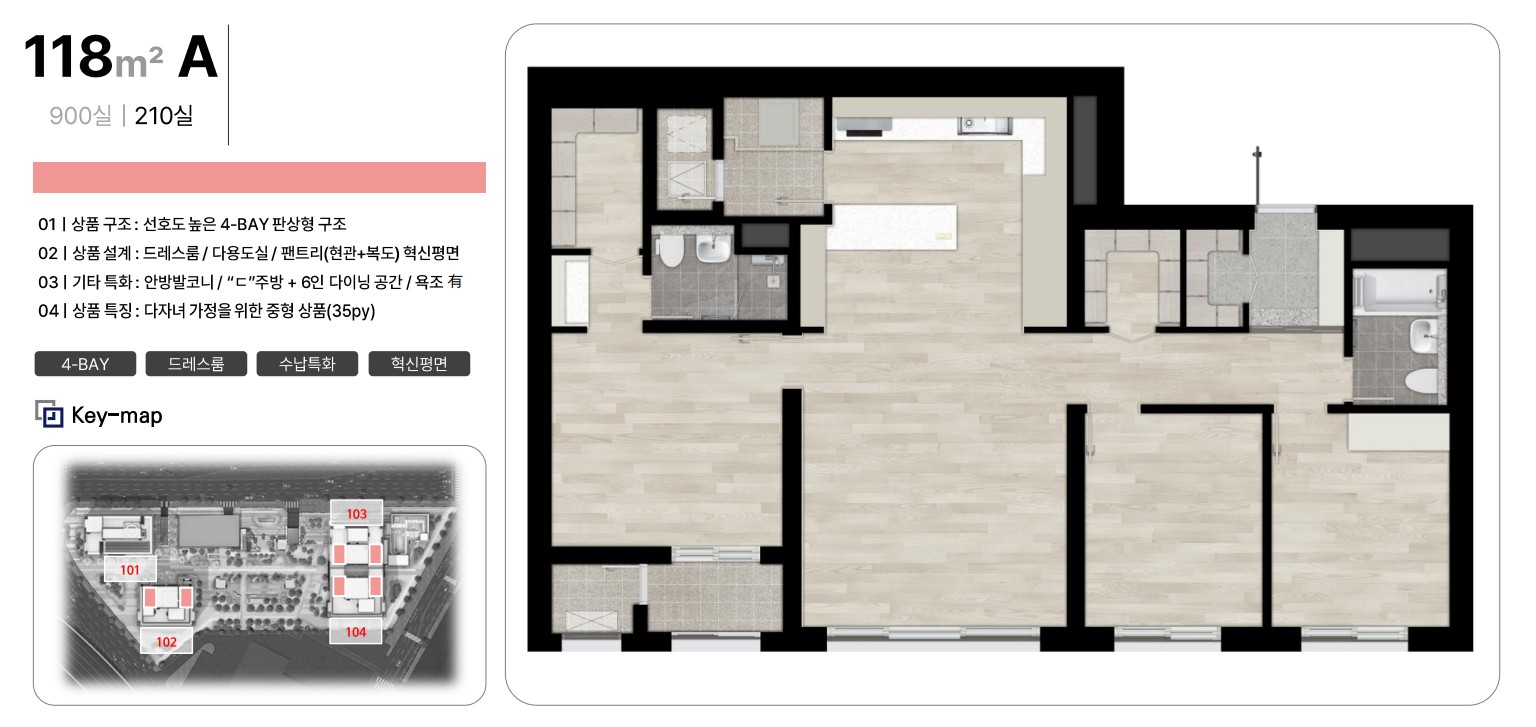 118m² A
900실 | 210실
01 | 상품 구조 : 선호도 높은 4-BAY 판상형 구조
02 | 상품 설계 : 드레스룸 / 다용도실 / 팬트리(현관+복도) 혁신평면
03 | 기타 특화 : 안방발코니 / “ㄷ”주방 + 6인 다이닝 공간 / 욕조 有
04 | 상품 특징 : 다자녀 가정을 위한 중형 상품(35py)
4-BAY 드레스룸 수납특화 혁신평면
Key-map
103
101
104
102